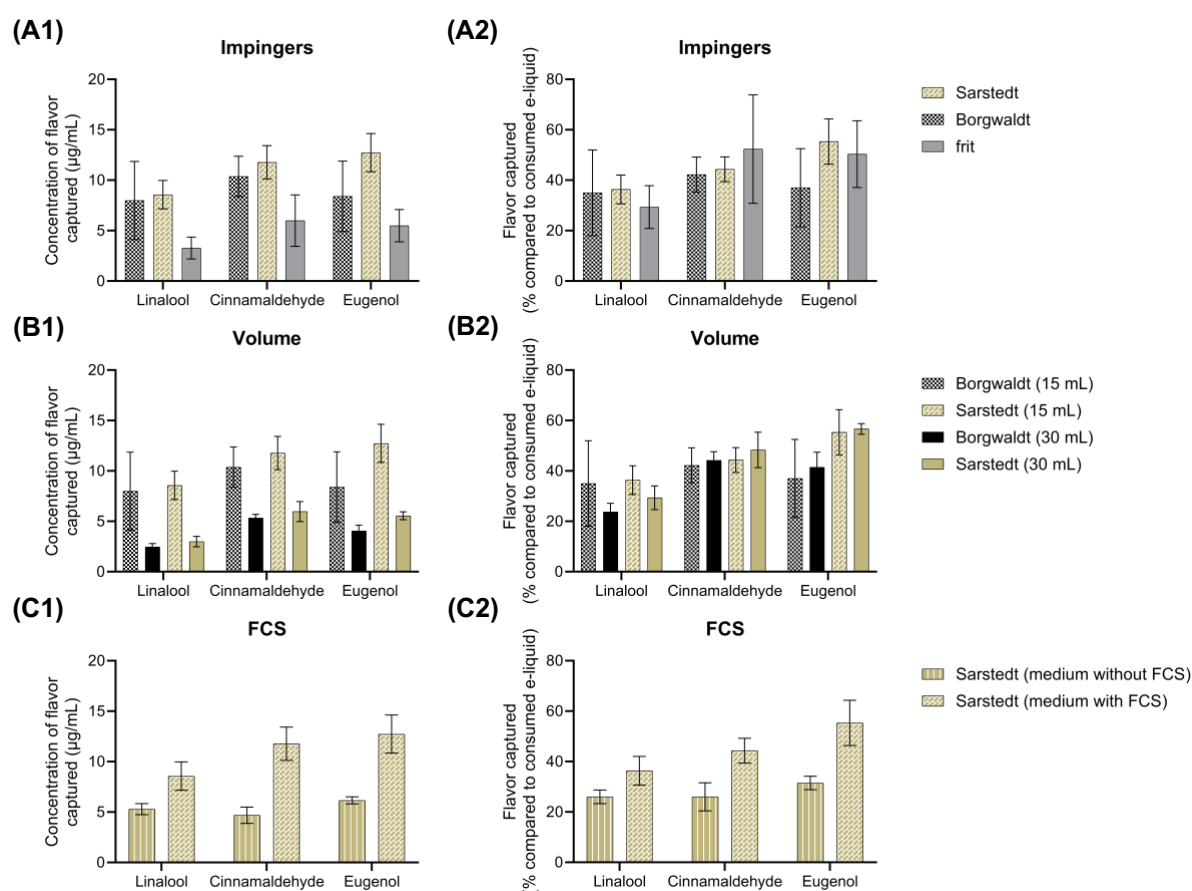 (A1)
Impingers
Concentration of flavor
captured (µg/mL)
20
15
10
5
0
Linalool Cinnamaldehyde Eugenol
(A2)
Impingers
Flavor captured
(% compared to consumed e-liquid)
80
60
40
20
0
Linalool Cinnamaldehyde Eugenol
Sarstedt
Borgwaldt
frit
(B1)
Volume
Concentration of flavor
captured (µg/mL)
20
15
10
5
0
Linalool Cinnamaldehyde Eugenol
(B2)
Volume
Flavor captured
(% compared to consumed e-liquid)
80
60
40
20
0
Linalool Cinnamaldehyde Eugenol
Borgwaldt (15 mL)
Sarstedt (15 mL)
Borgwaldt (30 mL)
Sarstedt (30 mL)
(C1)
FCS
Concentration of flavor
captured (µg/mL)
20
15
10
5
0
Linalool Cinnamaldehyde Eugenol
(C2)
FCS
Flavor captured
(% compared to consumed e-liquid)
80
60
40
20
0
Linalool Cinnamaldehyde Eugenol
Sarstedt (medium without FCS)
Sarstedt (medium with FCS)